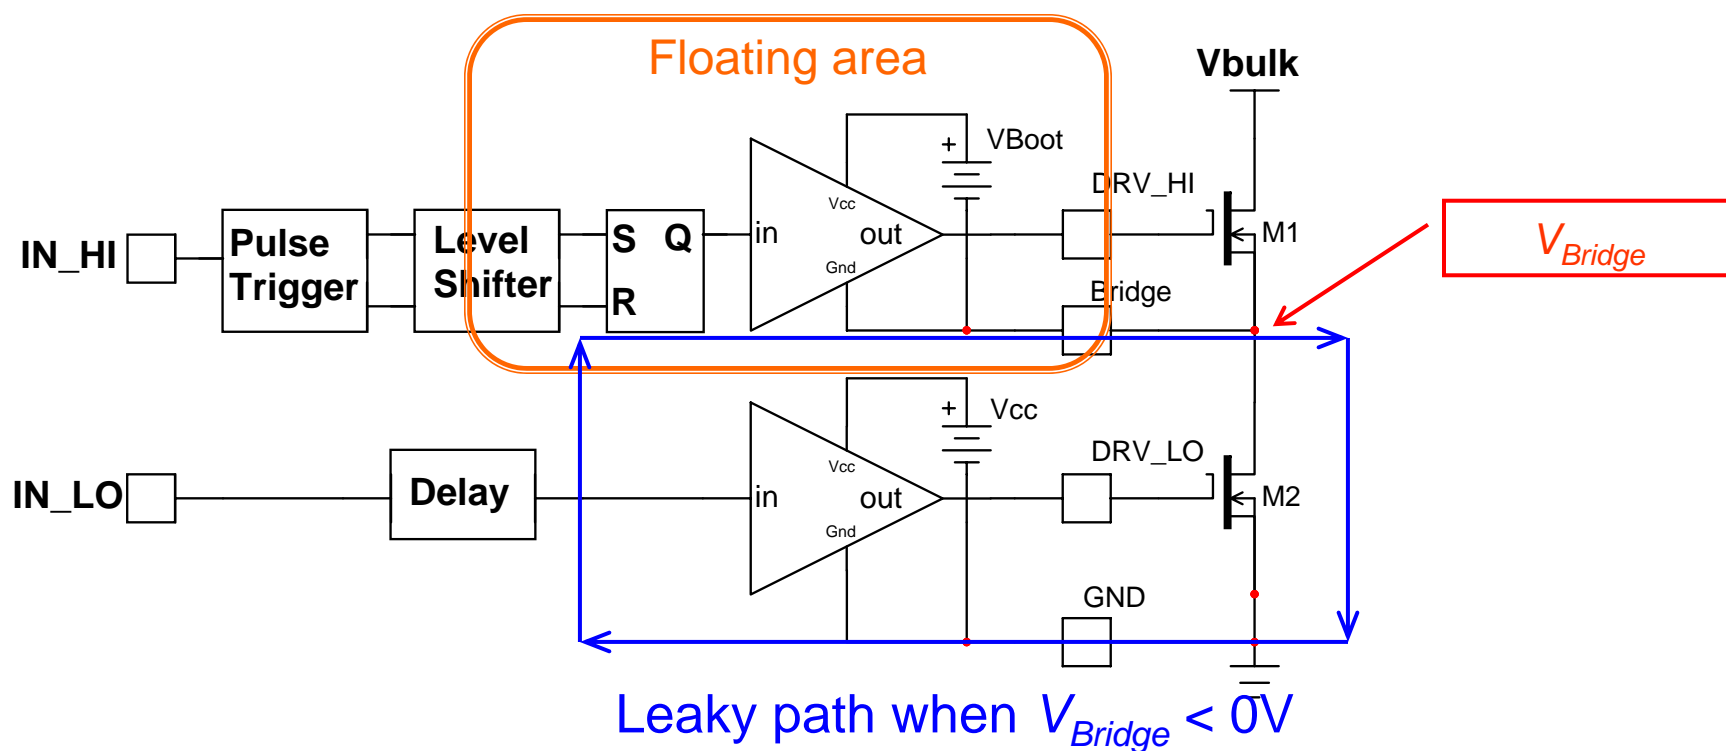 Floating area
Vbulk
+ VBoot
DRV_HI
Vcc
IN_HI
Pulse
Trigger
Level
Shifter
S Q
R
in
out
Gnd
M1
V_Bridge
Bridge
+ Vcc
DRV_LO
Vcc
IN_LO
Delay
in
out
Gnd
M2
GND
Leaky path when V_Bridge < 0V